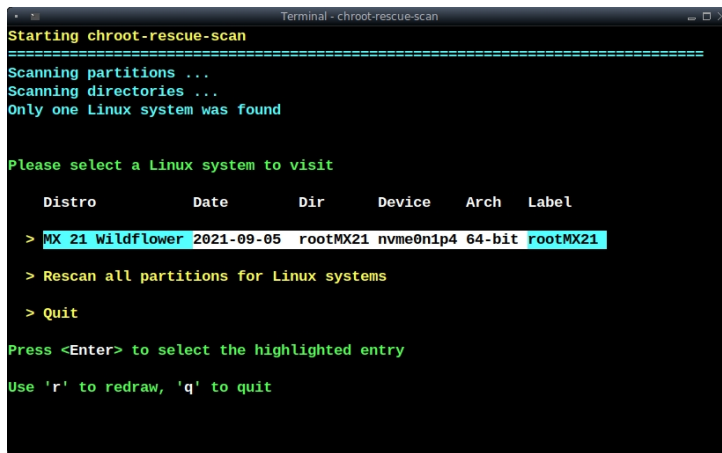 Terminal - chroot-rescue-scan
Starting chroot-rescue-scan
===============================================================================
Scanning partitions ...
Scanning directories ...
Only one Linux system was found
Please select a Linux system to visit
Distro Date Dir Device Arch Label
> MX 21 Wildflower 2021-09-05 rootMX21 nvme0n1p4 64-bit rootMX21
> Rescan all partitions for Linux systems
> Quit
Press <Enter> to select the highlighted entry
Use 'r' to redraw, 'q' to quit